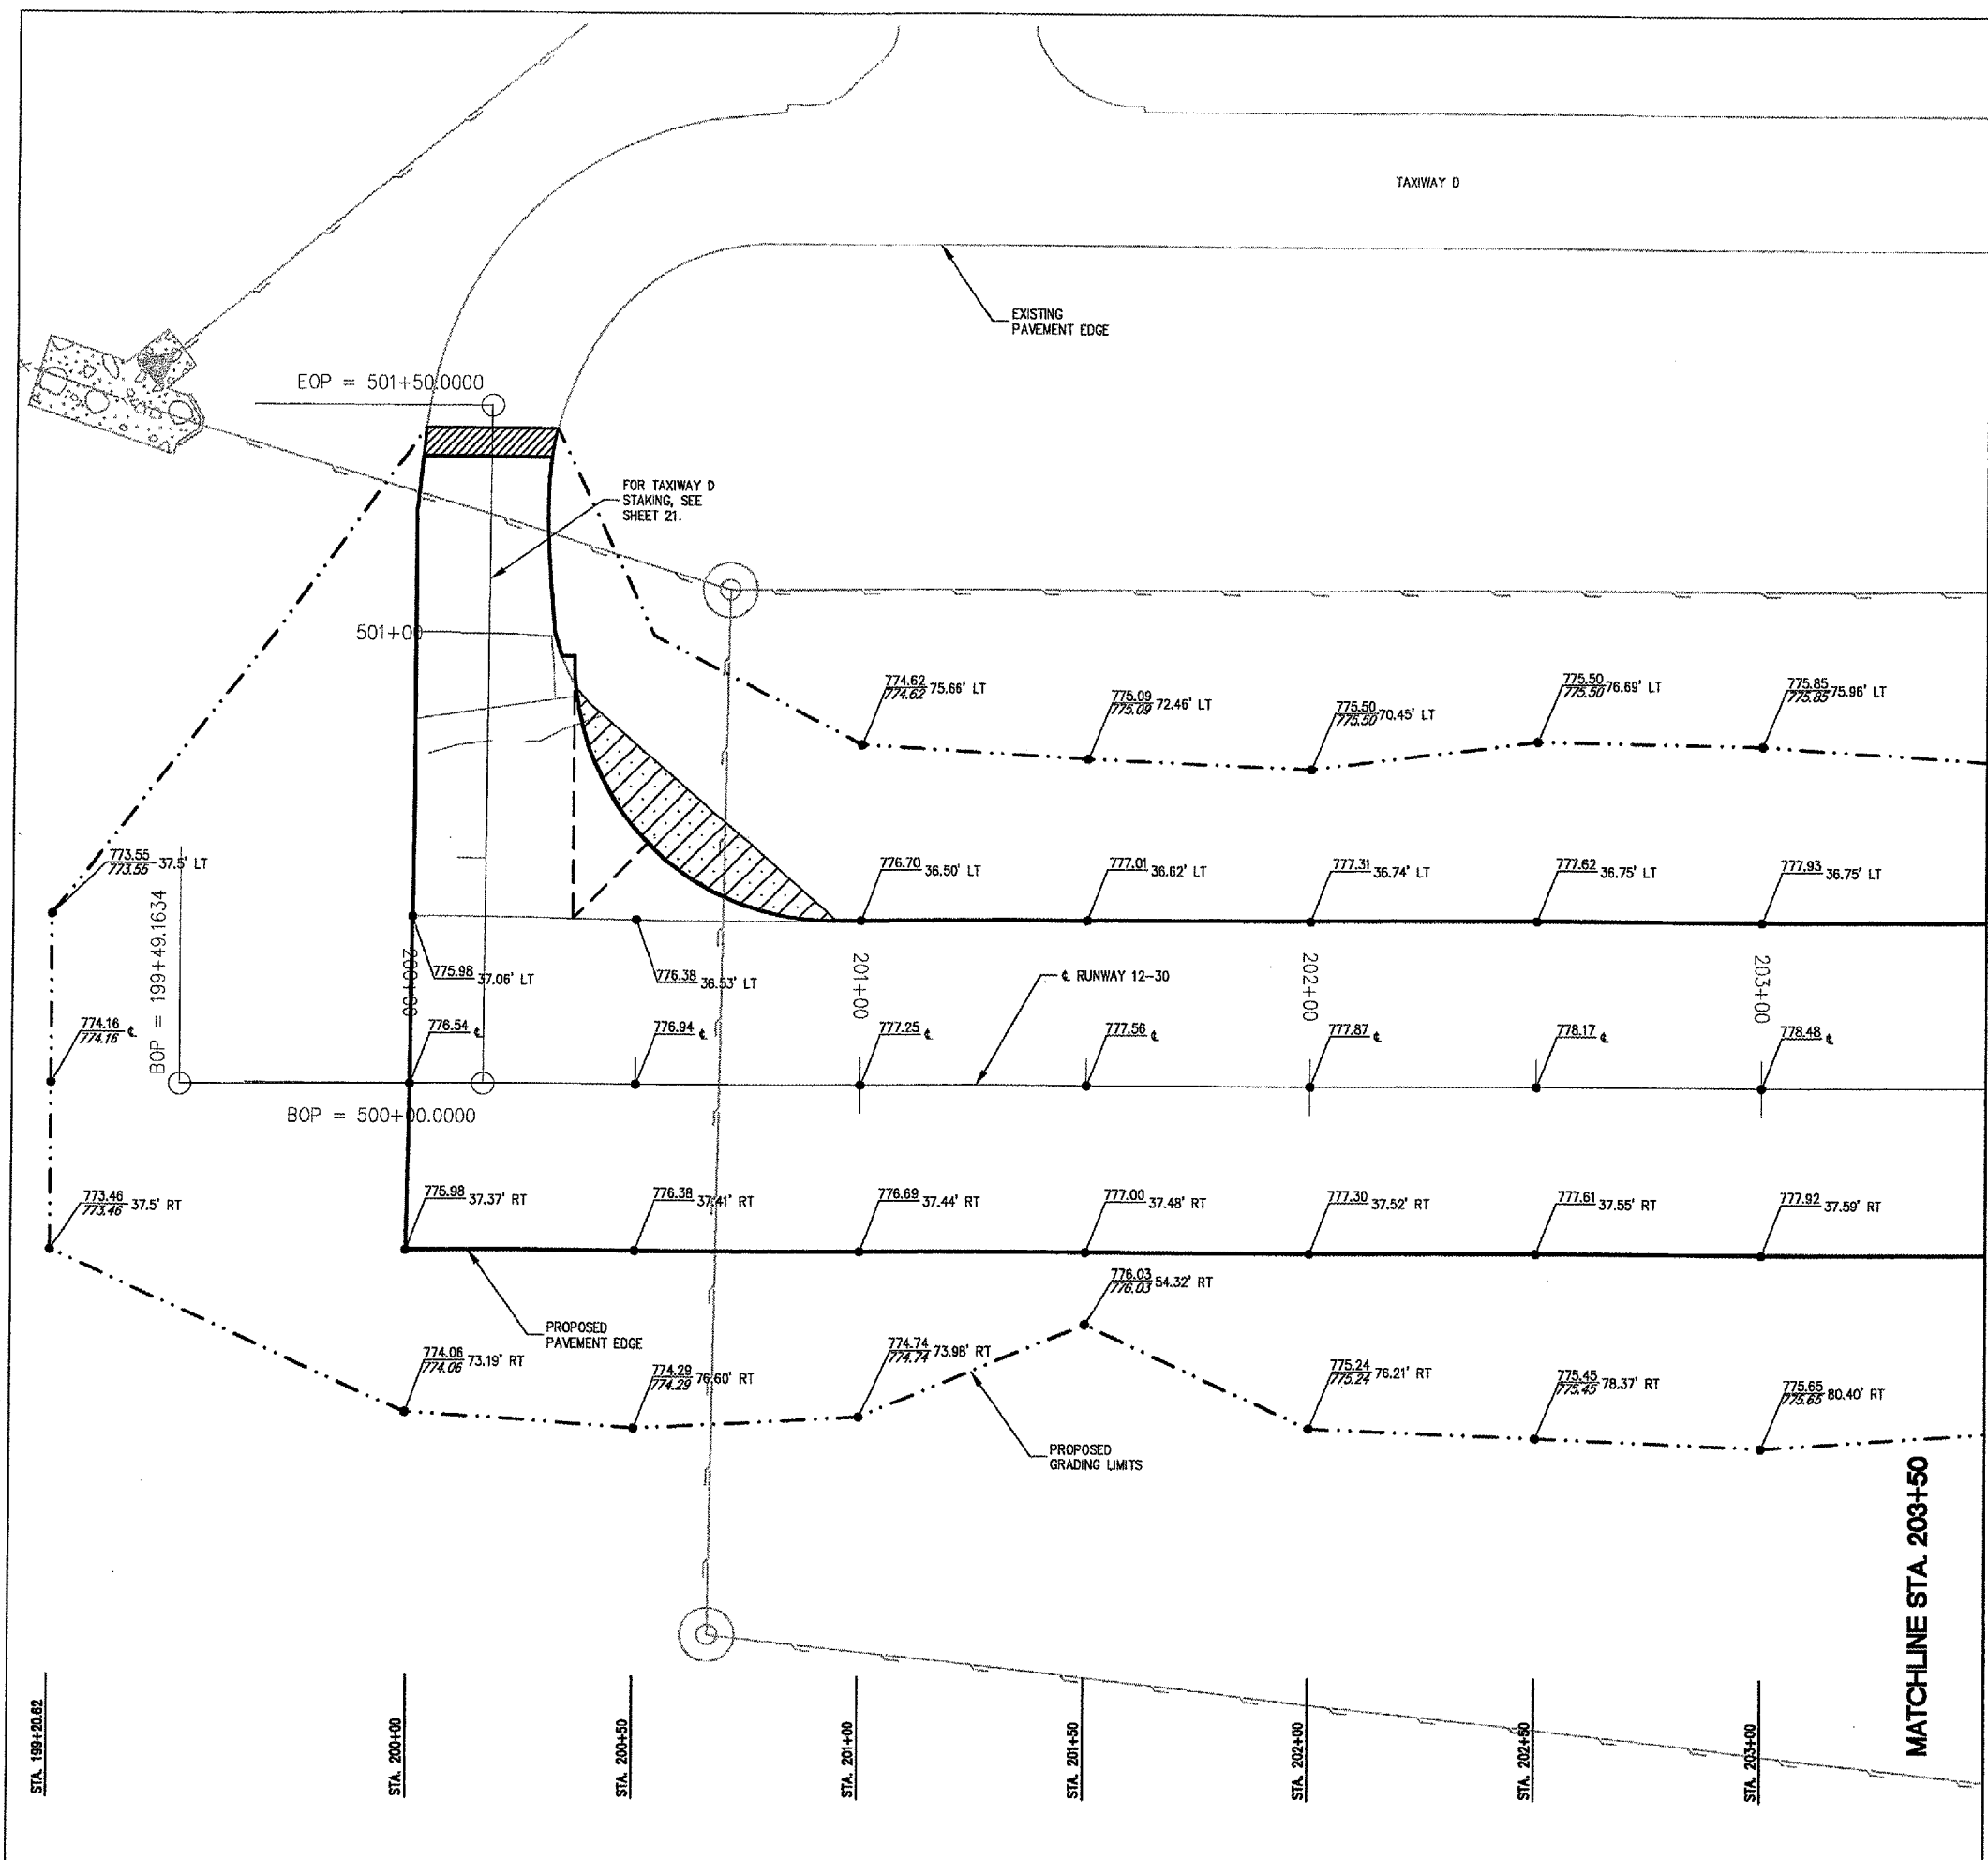 TAXIWAY D
EXISTING
PAVEMENT EDGE
EOP = 501+50.0000
FOR TAXIWAY D
STAKING, SEE
SHEET 21.
501+00
774.62
774.62 75.66' LT
775.09
775.09 72.46' LT
775.50
775.50 70.45' LT
775.50
775.50 76.69' LT
775.85
775.85 75.96' LT
773.55
773.55 37.5' LT
BOP = 199+49.1634
776.70 36.50' LT
777.01 36.62' LT
777.31 36.74' LT
777.62 36.75' LT
777.93 36.75' LT
775.98 37.06' LT
776.38 36.53' LT
200+00
201+00
202+00
203+00
℄ RUNWAY 12-30
774.16
774.16 ℄
776.54 ℄
776.94 ℄
777.25 ℄
777.56 ℄
777.87 ℄
778.17 ℄
778.48 ℄
BOP = 500+00.0000
773.46
773.46 37.5' RT
775.98 37.37' RT
776.38 37.41' RT
776.69 37.44' RT
777.00 37.48' RT
777.30 37.52' RT
777.61 37.55' RT
777.92 37.59' RT
PROPOSED
PAVEMENT EDGE
774.06
774.06 73.19' RT
774.29
774.29 76.60' RT
774.74
774.74 73.98' RT
776.03
776.03 54.32' RT
775.24
775.24 76.21' RT
775.45
775.45 78.37' RT
775.65
775.65 80.40' RT
PROPOSED
GRADING LIMITS
MATCHLINE STA. 203+50
STA. 199+20.62
STA. 200+00
STA. 200+50
STA. 201+00
STA. 201+50
STA. 202+00
STA. 202+50
STA. 203+00